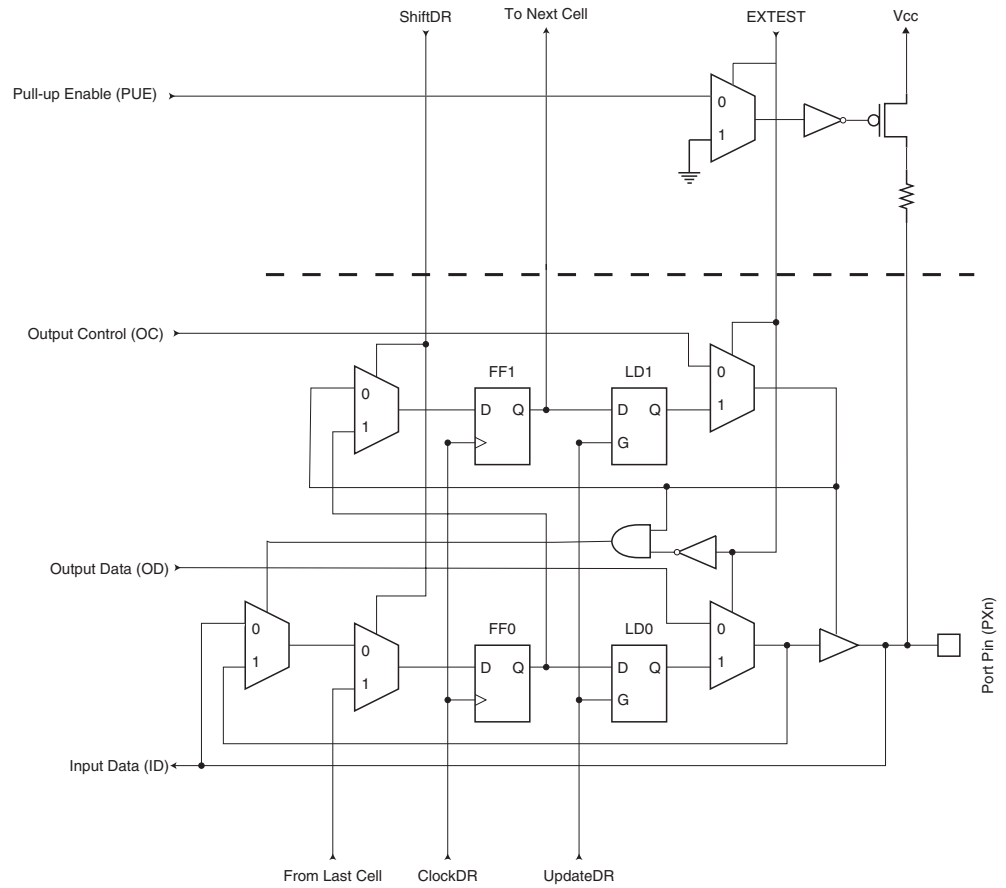 ShiftDR
To Next Cell
EXTEST
Vcc
Pull-up Enable (PUE)
0
1
Output Control (OC)
FF1
LD1
0
0
D Q
D Q
1
1
G
Output Data (OD)
FF0
LD0
0
0
0
1
D Q
D Q
1
1
G
Port Pin (PXn)
Input Data (ID)
From Last Cell
ClockDR
UpdateDR